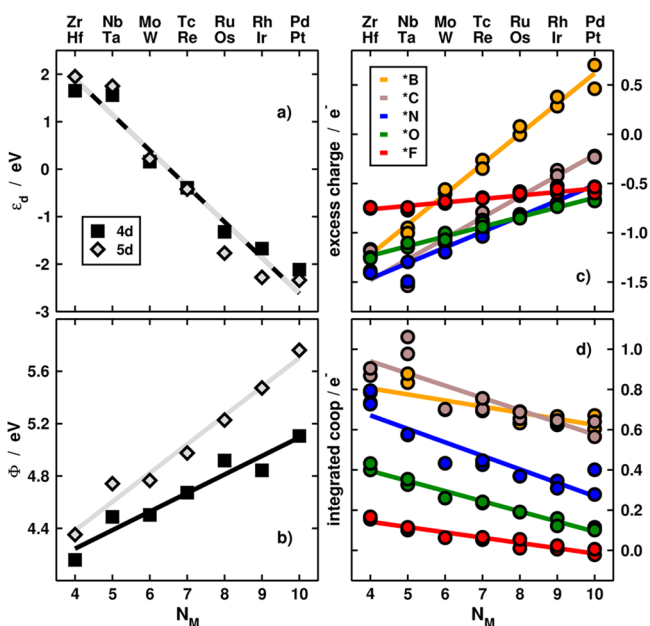 Zr Nb Mo Tc Ru Rh Pd
Hf Ta W Re Os Ir Pt
2
1
0
-1
-2
-3
ε_d / eV
a)
4d
5d
5.6
5.2
4.8
4.4
Φ / eV
b)
4 5 6 7 8 9 10
N_M
Zr Nb Mo Tc Ru Rh Pd
Hf Ta W Re Os Ir Pt
*B
*C
*N
*O
*F
0.5
0.0
-0.5
-1.0
-1.5
excess charge / e⁻
c)
d)
1.0
0.8
0.6
0.4
0.2
0.0
integrated coop / e⁻
4 5 6 7 8 9 10
N_M